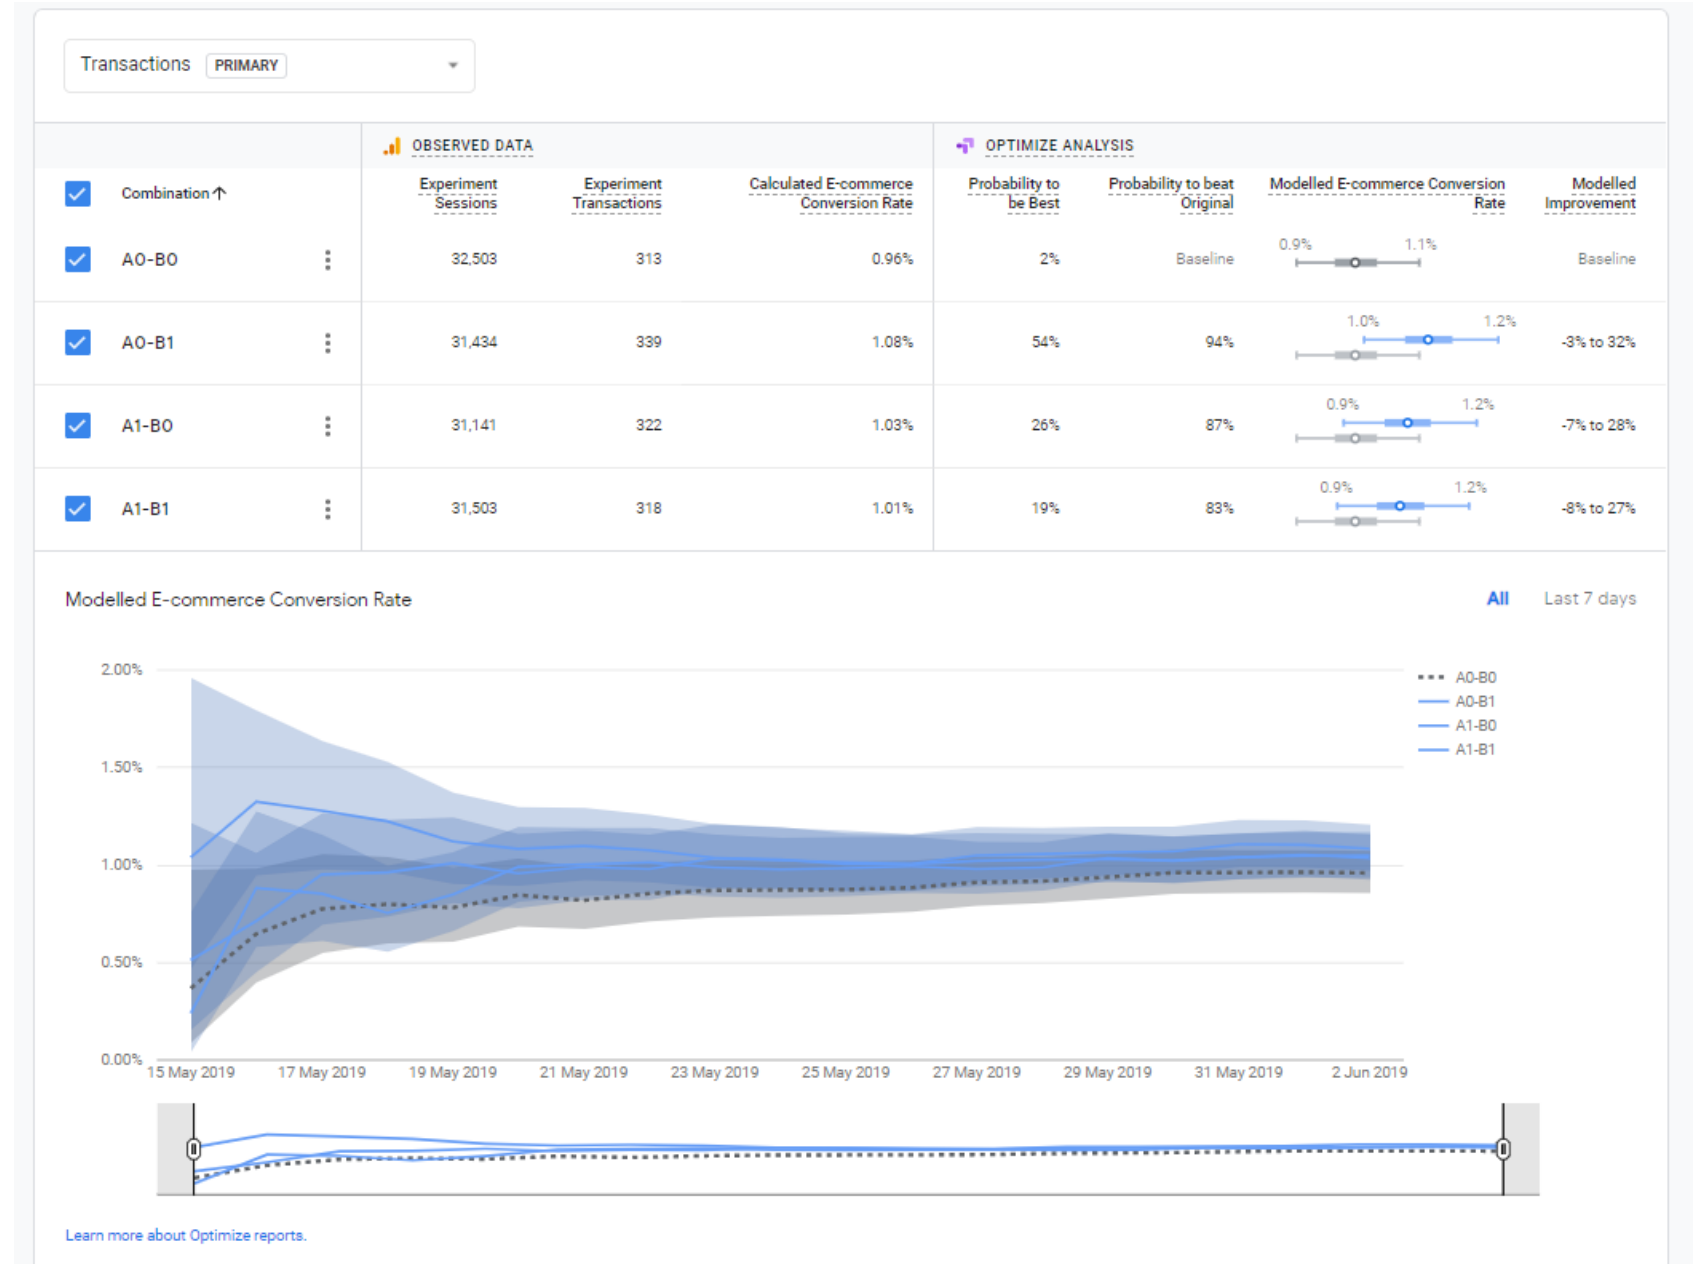 Transactions PRIMARY
OBSERVED DATA
OPTIMIZE ANALYSIS
Combination
Experiment Sessions
Experiment Transactions
Calculated E-commerce Conversion Rate
Probability to be Best
Probability to beat Original
Modelled E-commerce Conversion Rate
Modelled Improvement
A0-B0 32,503 313 0.96% 2% Baseline 0.9% 1.1% Baseline
A0-B1 31,434 339 1.08% 54% 94% 1.0% 1.2% -3% to 32%
A1-B0 31,141 322 1.03% 26% 87% 0.9% 1.2% -7% to 28%
A1-B1 31,503 318 1.01% 19% 83% 0.9% 1.2% -8% to 27%
Modelled E-commerce Conversion Rate
All Last 7 days
2.00%
1.50%
1.00%
0.50%
0.00%
A0-B0
A0-B1
A1-B0
A1-B1
15 May 2019 17 May 2019 19 May 2019 21 May 2019 23 May 2019 25 May 2019 27 May 2019 29 May 2019 31 May 2019 2 Jun 2019
Learn more about Optimize reports.